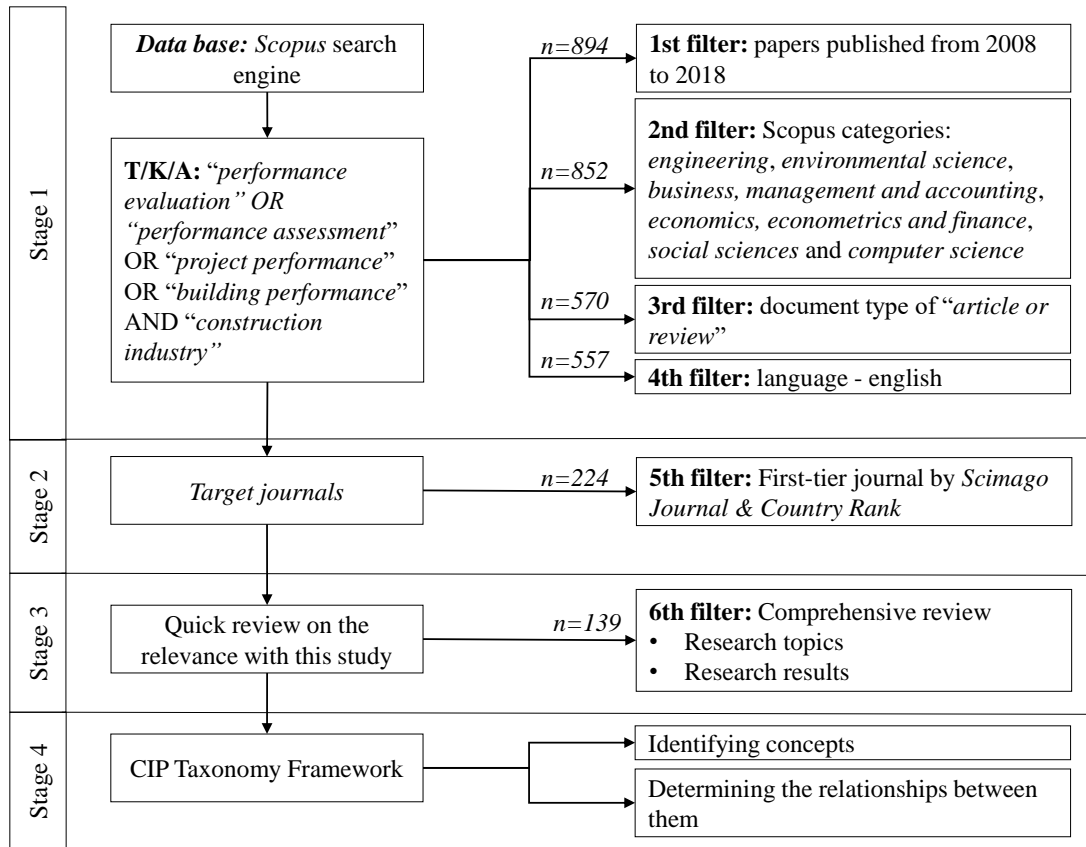 Stage 1
Data base: Scopus search
engine
T/K/A: “performance
evaluation” OR
“performance assessment”
OR “project performance”
OR “building performance”
AND “construction
industry”
n=894
1st filter: papers published from 2008
to 2018
n=852
2nd filter: Scopus categories:
engineering, environmental science,
business, management and accounting,
economics, econometrics and finance,
social sciences and computer science
n=570
3rd filter: document type of “article or
review”
n=557
4th filter: language - english
Stage 2
Target journals
n=224
5th filter: First-tier journal by Scimago
Journal & Country Rank
Stage 3
Quick review on the
relevance with this study
n=139
6th filter: Comprehensive review
• Research topics
• Research results
Stage 4
CIP Taxonomy Framework
Identifying concepts
Determining the relationships between
them